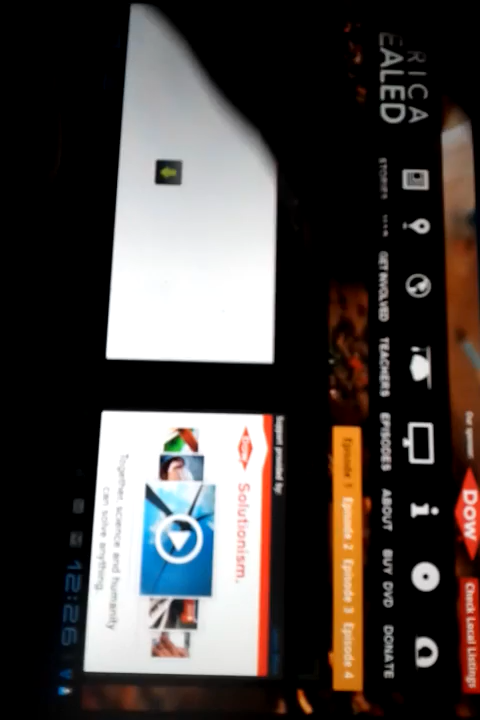 RICA
EALED
STORIES
GET INVOLVED
TEACHERS
EPISODES
ABOUT
BUY DVD
DONATE
Our sponsor:
DOW
Check Local Listings
Episode 1 Episode 2 Episode 3 Episode 4
Support provided by:
DOW
Solutionism.
Together, science and humanity
can solve anything.
12:26